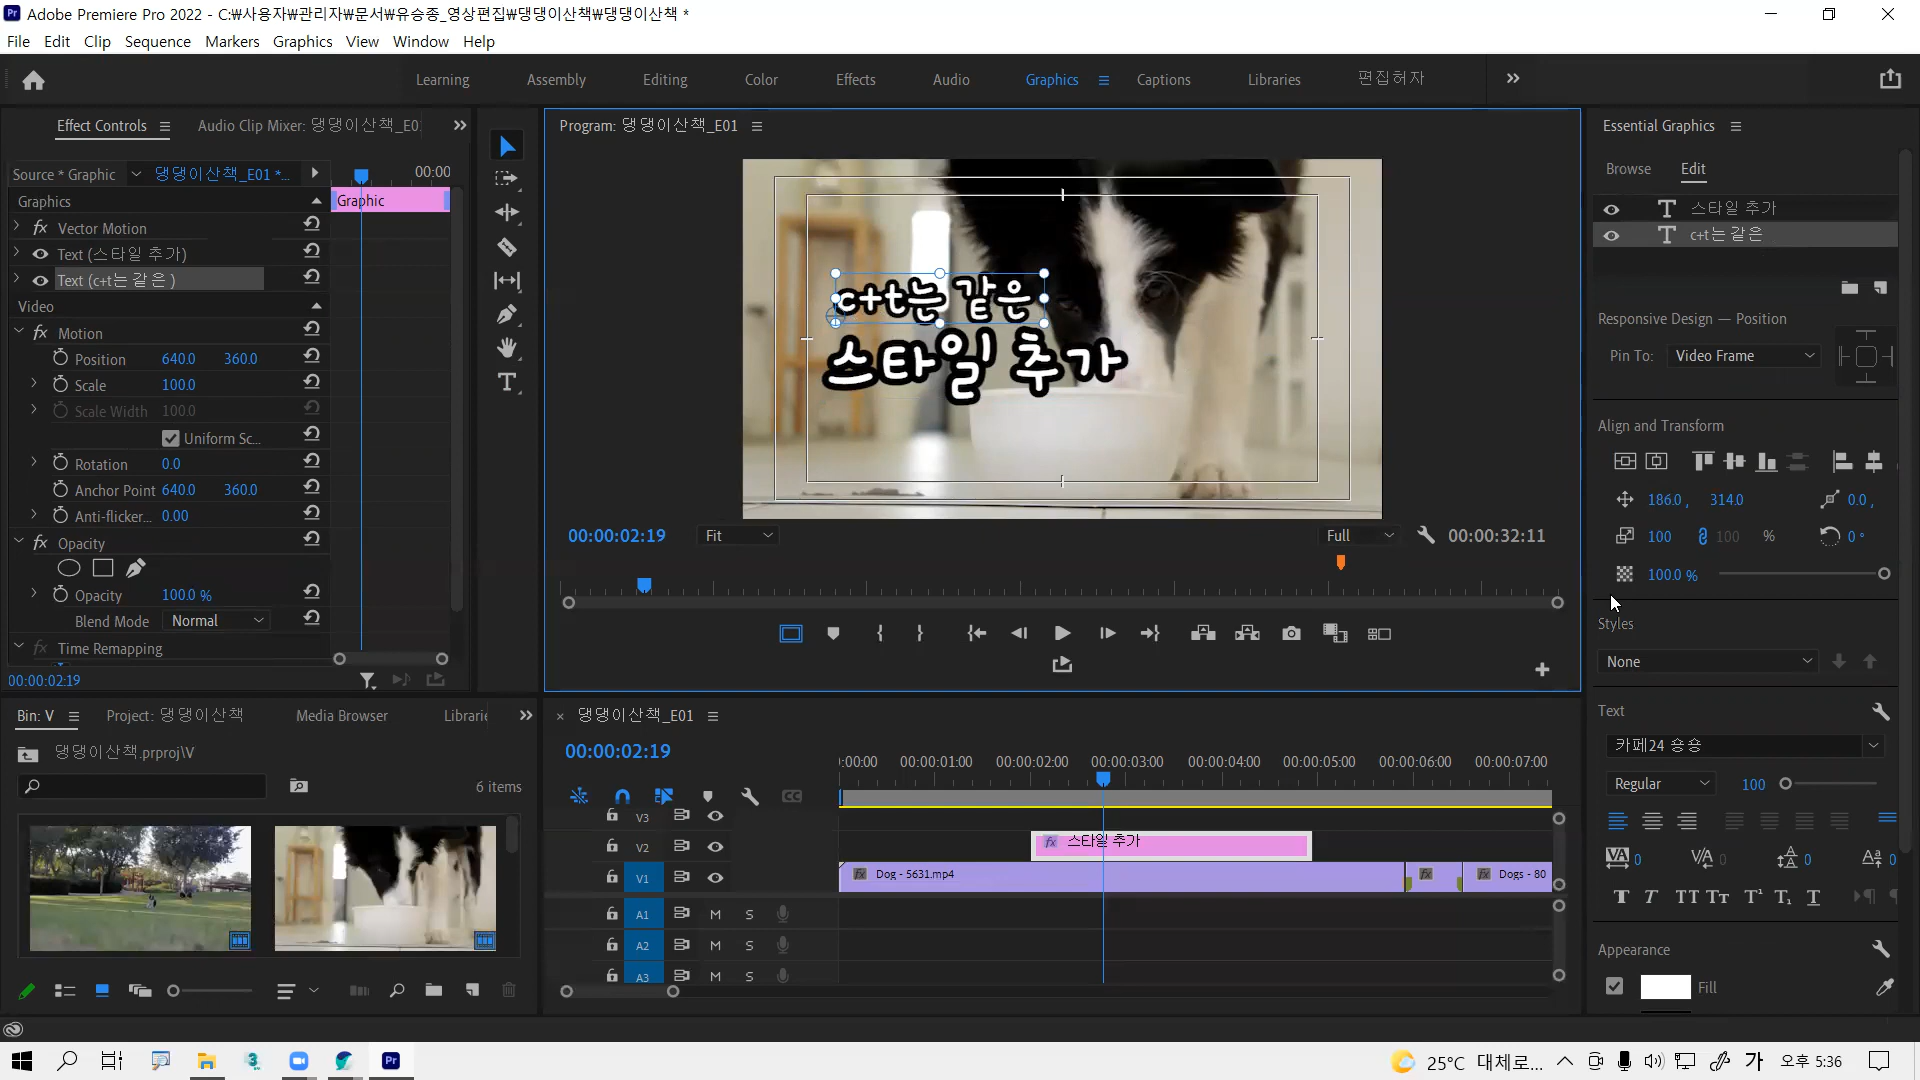 Adobe Premiere Pro 2022 - C:₩사용자₩관리자₩문서₩유승종_영상편집₩댕댕이산책₩댕댕이산책 *
File Edit Clip Sequence Markers Graphics View Window Help
Learning Assembly Editing Color Effects Audio Graphics Captions Libraries 편집허자
Effect Controls Audio Clip Mixer: 댕댕이산책_E0
Source * Graphic 댕댕이산책_E01 *... 00:00
Graphics Graphic
Vector Motion
Text (스타일 추가)
Text (c+t는 같은 )
Video
Motion
Position 640.0 360.0
Scale 100.0
Scale Width 100.0
Uniform Sc...
Rotation 0.0
Anchor Point 640.0 360.0
Anti-flicker... 0.00
Opacity
Opacity 100.0 %
Blend Mode Normal
Time Remapping
00:00:02:19
Program: 댕댕이산책_E01
c+t는 같은
스타일 추가
00:00:02:19 Fit Full 00:00:32:11
Essential Graphics
Browse Edit
스타일 추가
c+t는 같은
Responsive Design — Position
Pin To: Video Frame
Align and Transform
186.0 , 314.0 0.0 ,
100 100 % 0 °
100.0 %
Styles
None
Text
카페24 숑숑
Regular 100
0 0 0 0
Appearance
Fill
Bin: V Project: 댕댕이산책 Media Browser Librarie
댕댕이산책.prproj₩V
6 items
댕댕이산책_E01
00:00:02:19
:00:00 00:00:01:00 00:00:02:00 00:00:03:00 00:00:04:00 00:00:05:00 00:00:06:00 00:00:07:00
V3
V2 스타일 추가
V1 Dog - 5631.mp4 Dogs - 80
A1 M S
A2 M S
A3 M S
25°C 대체로... 가 오후 5:36